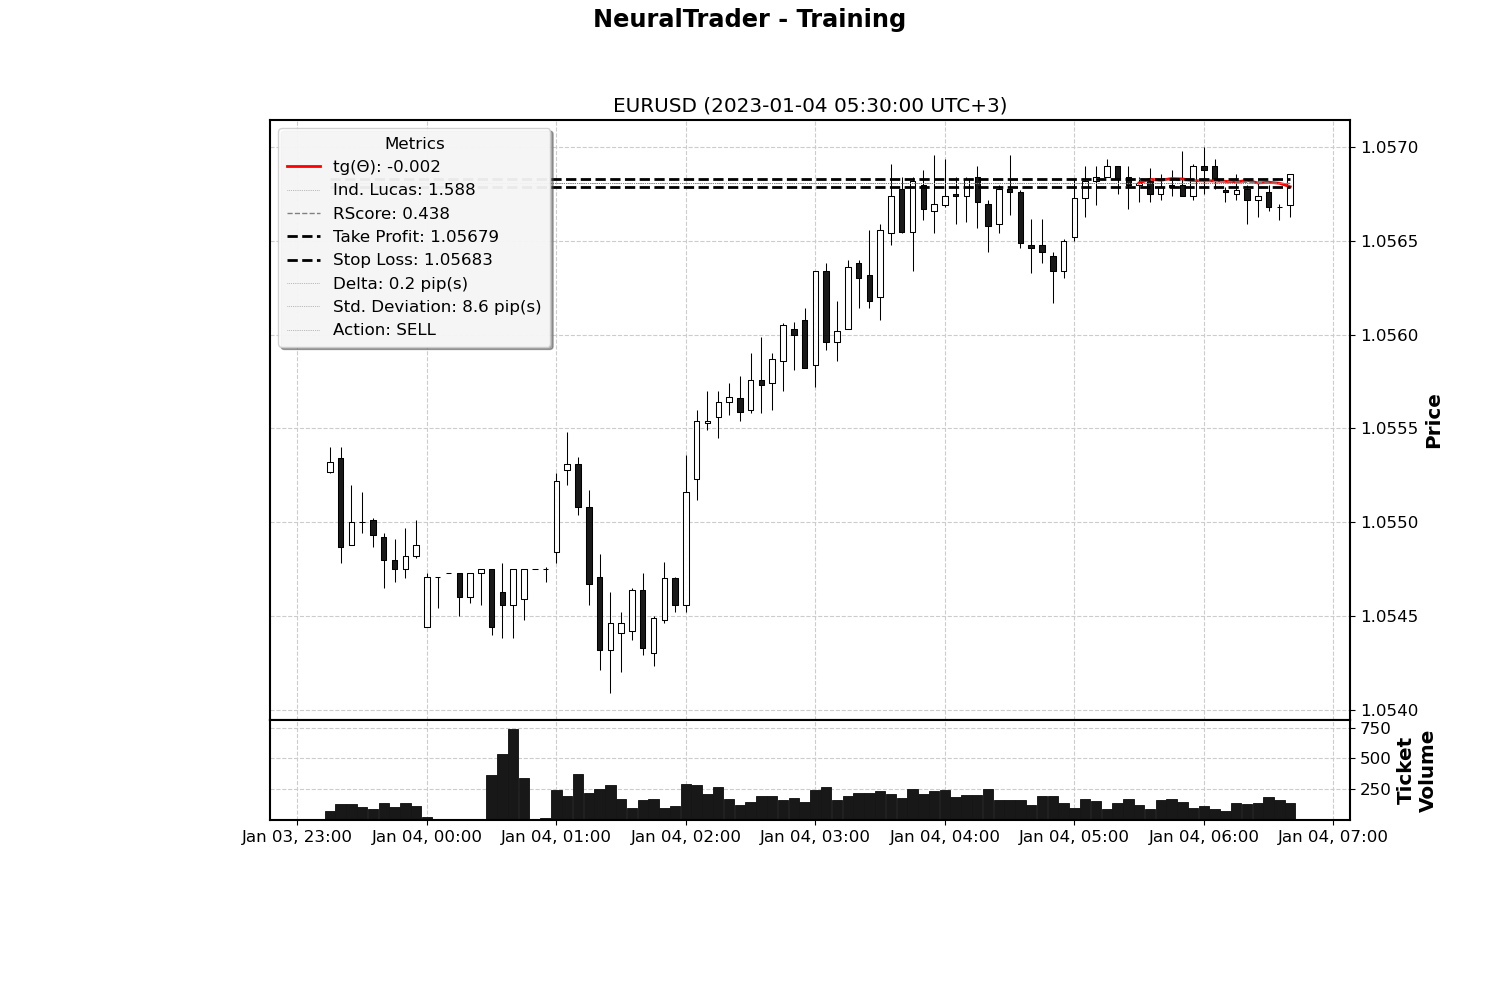 NeuralTrader - Training
EURUSD (2023-01-04 05:30:00 UTC+3)
Metrics
tg(Θ): -0.002
Ind. Lucas: 1.588
RScore: 0.438
Take Profit: 1.05679
Stop Loss: 1.05683
Delta: 0.2 pip(s)
Std. Deviation: 8.6 pip(s)
Action: SELL
1.0570
1.0565
1.0560
1.0555
1.0550
1.0545
1.0540
Price
750
500
250
Ticket
Volume
Jan 03, 23:00
Jan 04, 00:00
Jan 04, 01:00
Jan 04, 02:00
Jan 04, 03:00
Jan 04, 04:00
Jan 04, 05:00
Jan 04, 06:00
Jan 04, 07:00